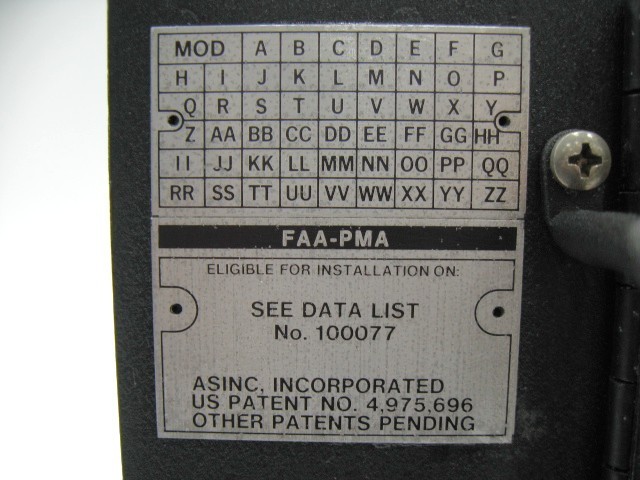 MOD A B C D E F G
H I J K L M N O P
Q R S T U V W X Y
Z AA BB CC DD EE FF GG HH
II JJ KK LL MM NN OO PP QQ
RR SS TT UU VV WW XX YY ZZ
FAA-PMA
ELIGIBLE FOR INSTALLATION ON:
SEE DATA LIST
No. 100077
ASINC, INCORPORATED
US PATENT NO. 4,975,696
OTHER PATENTS PENDING